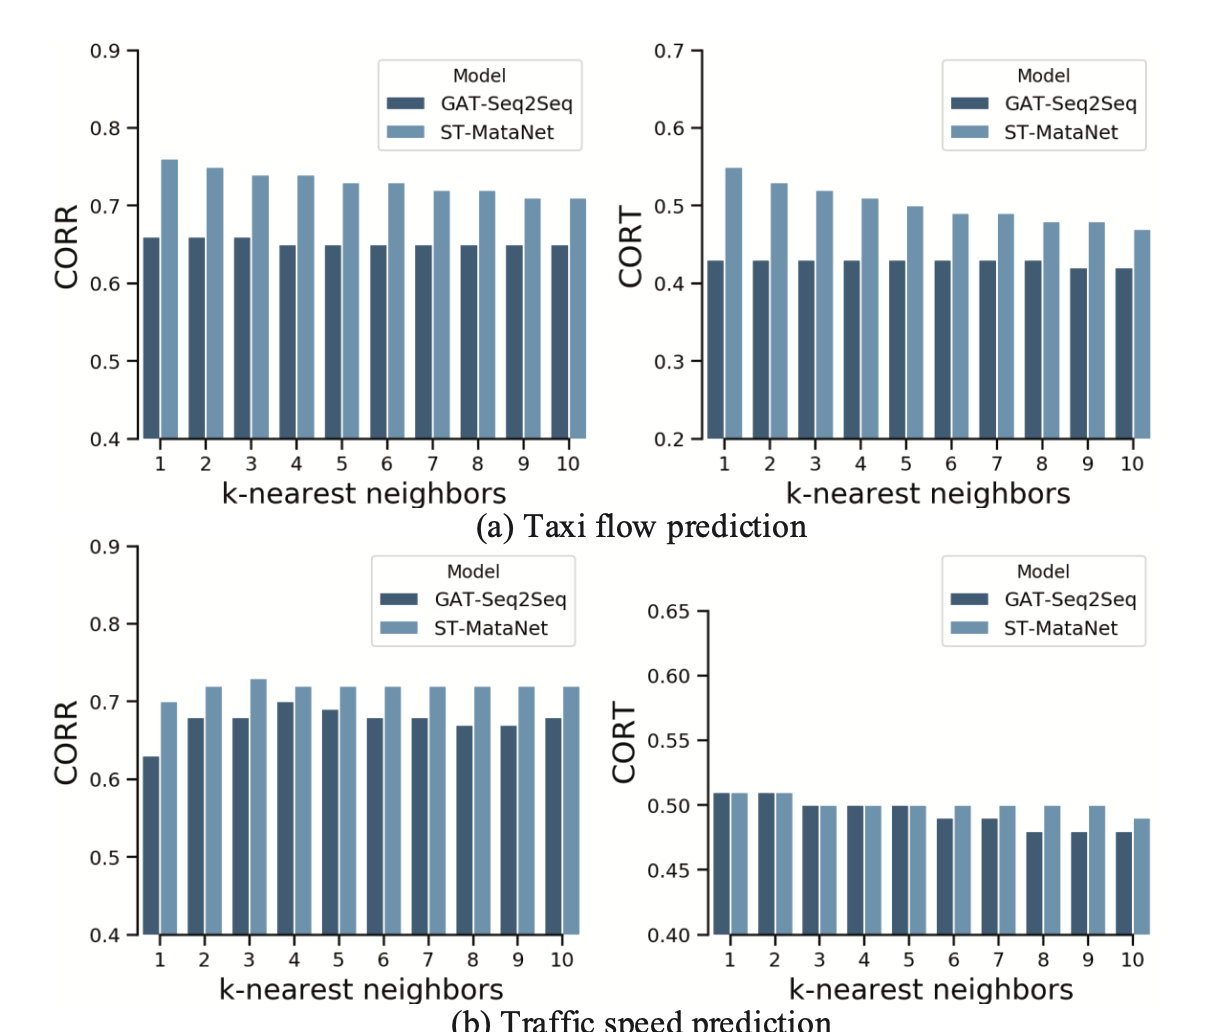 0.9
0.8
0.7
0.6
0.5
0.4
CORR
Model
GAT-Seq2Seq
ST-MataNet
1 2 3 4 5 6 7 8 9 10
k-nearest neighbors
0.7
0.6
0.5
0.4
0.3
0.2
CORT
Model
GAT-Seq2Seq
ST-MataNet
1 2 3 4 5 6 7 8 9 10
k-nearest neighbors
(a) Taxi flow prediction
0.9
0.8
0.7
0.6
0.5
0.4
CORR
Model
GAT-Seq2Seq
ST-MataNet
1 2 3 4 5 6 7 8 9 10
k-nearest neighbors
0.65
0.60
0.55
0.50
0.45
0.40
CORT
Model
GAT-Seq2Seq
ST-MataNet
1 2 3 4 5 6 7 8 9 10
k-nearest neighbors
(b) Traffic speed prediction